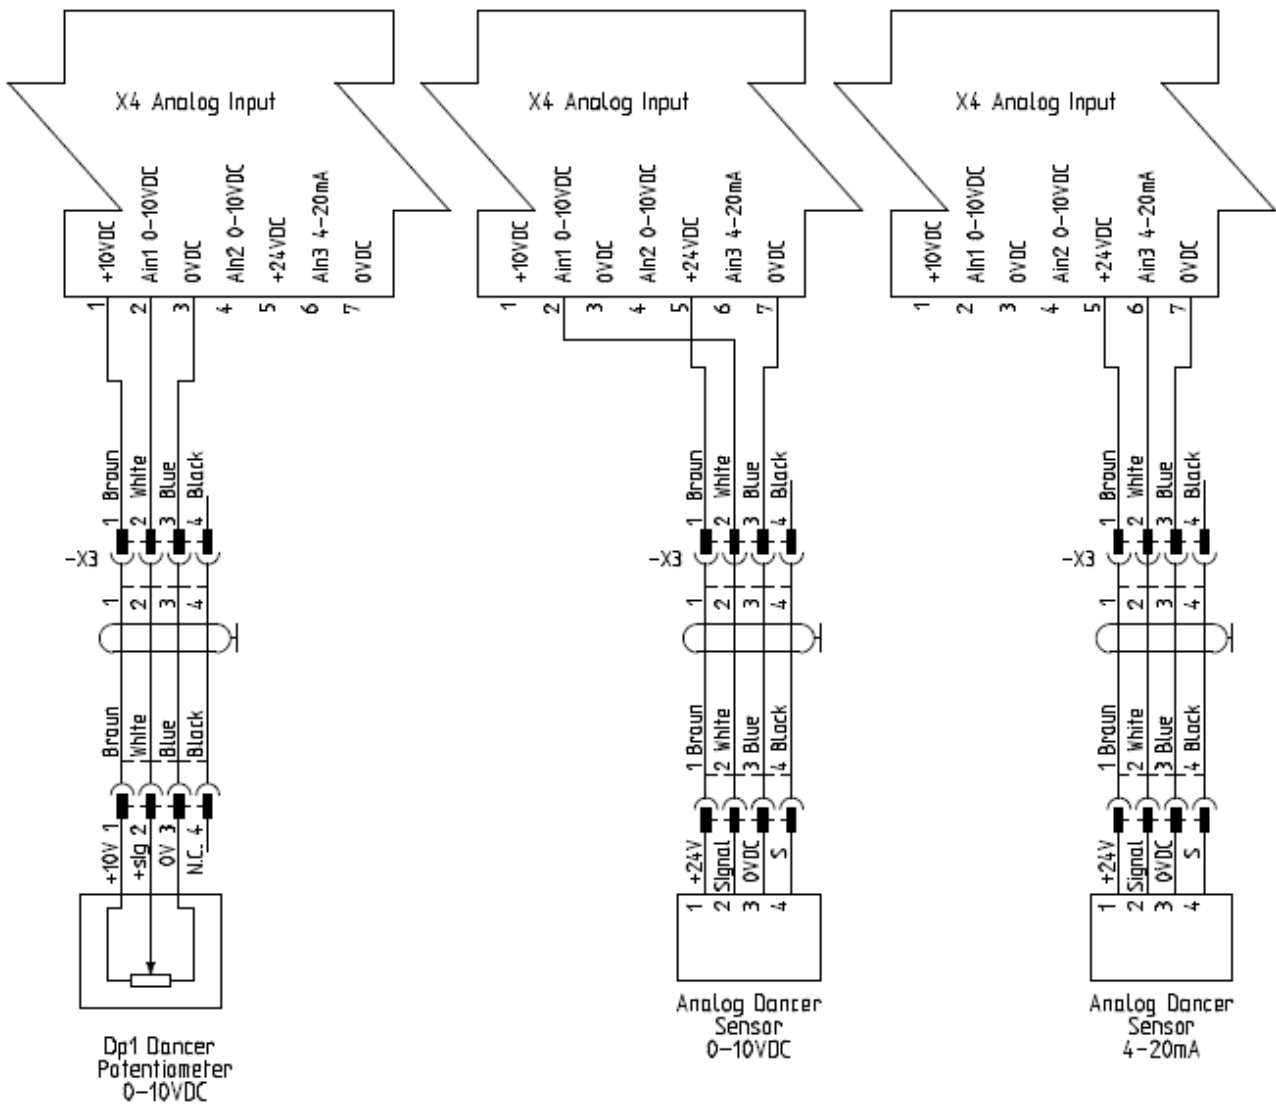 X4 Analog Input
+10VDC
Ain1 0-10VDC
0VDC
AIn2 0-10VDC
+24VDC
AIn3 4-20mA
0VDC
1
2
3
4
5
6
7
1 Braun
2 White
3 Blue
4 Black
-X3
1
2
3
4
Braun
White
Blue
Black
+10V 1
+sig 2
0V 3
N.C. 4
Dp1 Dancer
Potentiometer
0-10VDC
X4 Analog Input
+10VDC
Ain1 0-10VDC
0VDC
AIn2 0-10VDC
+24VDC
Ain3 4-20mA
0VDC
1
2
3
4
5
6
7
1 Braun
2 White
3 Blue
4 Black
-X3
1
2
3
4
1 Braun
2 White
3 Blue
4 Black
+24V
Signal
0VDC
S
1
2
3
4
Analog Dancer
Sensor
0-10VDC
X4 Analog Input
+10VDC
AIn1 0-10VDC
0VDC
AIn2 0-10VDC
+24VDC
Ain3 4-20mA
0VDC
1
2
3
4
5
6
7
1 Braun
2 White
3 Blue
4 Black
-X3
1
2
3
4
1 Braun
2 White
3 Blue
4 Black
+24V
Signal
0VDC
S
1
2
3
4
Analog Dancer
Sensor
4-20mA